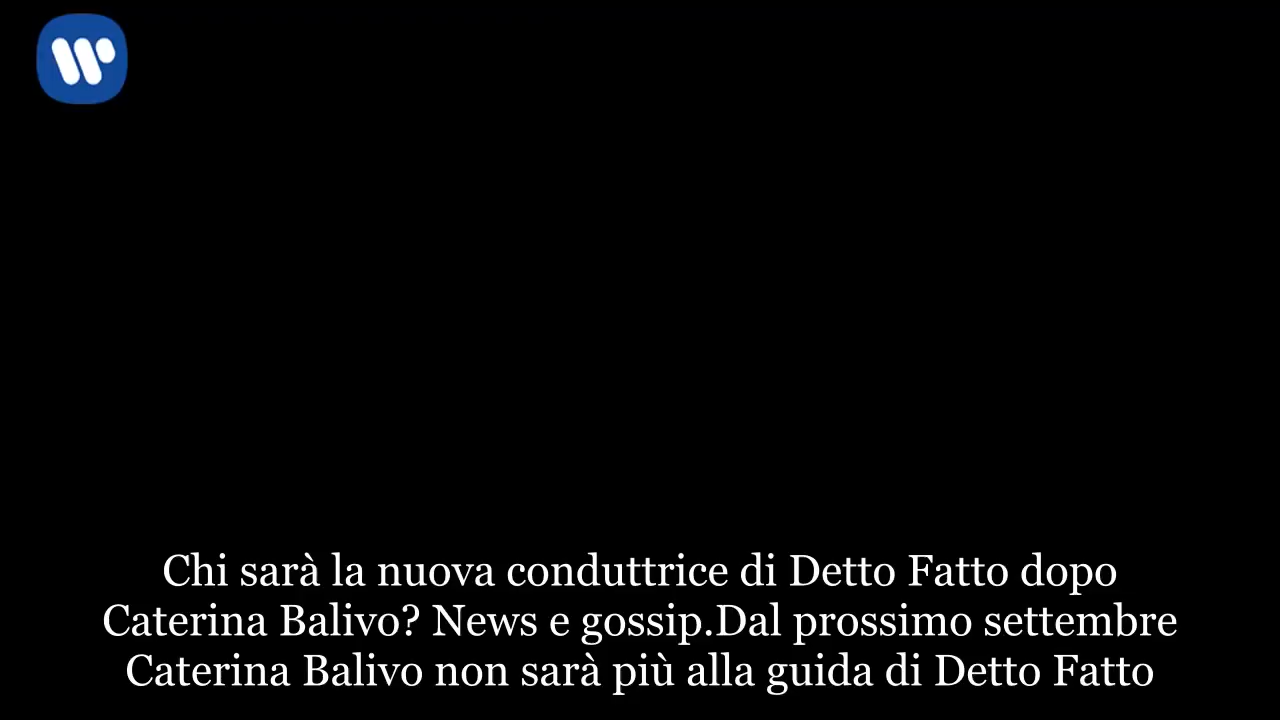 Chi sarà la nuova conduttrice di Detto Fatto dopo
Caterina Balivo? News e gossip.Dal prossimo settembre
Caterina Balivo non sarà più alla guida di Detto Fatto